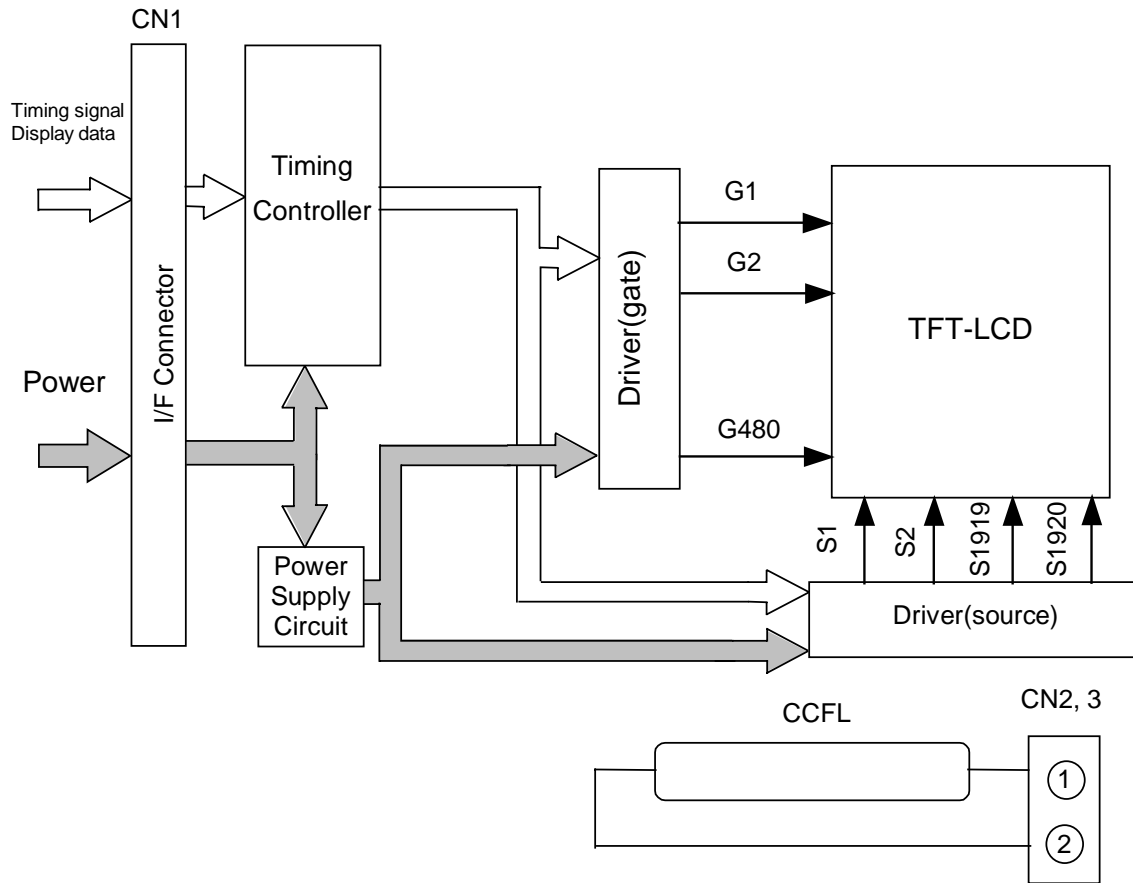 CN1
Timing signal
Display data
Power
I/F Connector
Timing
Controller
Power
Supply
Circuit
Driver(gate)
G1
G2
G480
TFT-LCD
S1
S2
S1919
S1920
Driver(source)
CCFL
CN2, 3
1
2